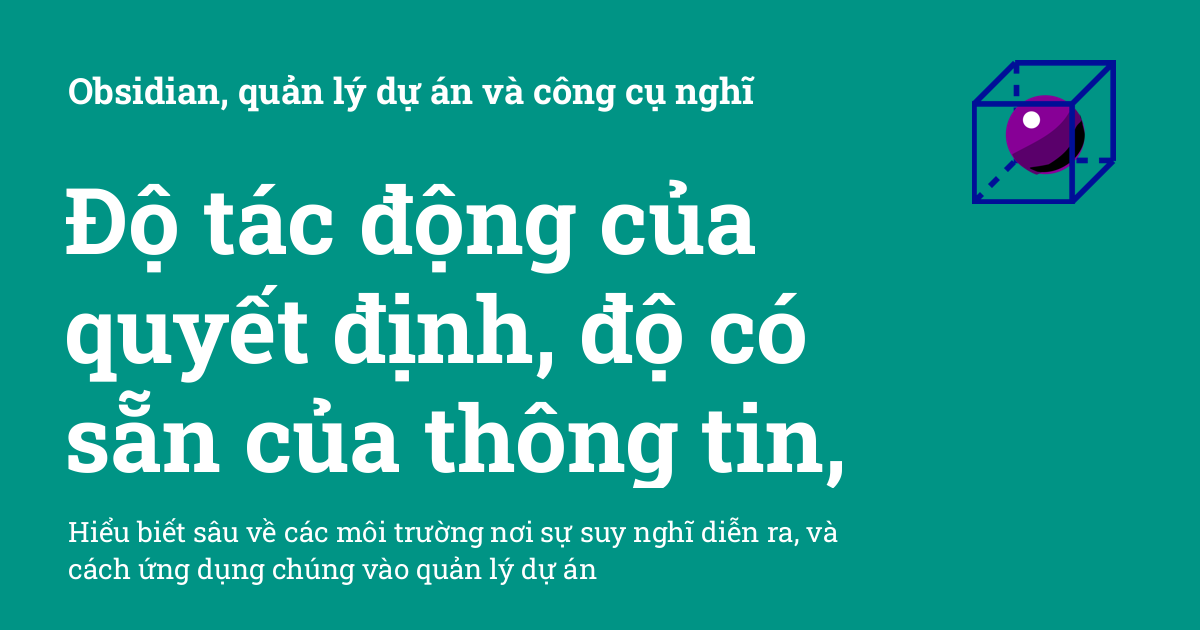 Obsidian, quản lý dự án và công cụ nghĩ
Độ tác động của
quyết định, độ có
sẵn của thông tin,
Hiểu biết sâu về các môi trường nơi sự suy nghĩ diễn ra, và
cách ứng dụng chúng vào quản lý dự án